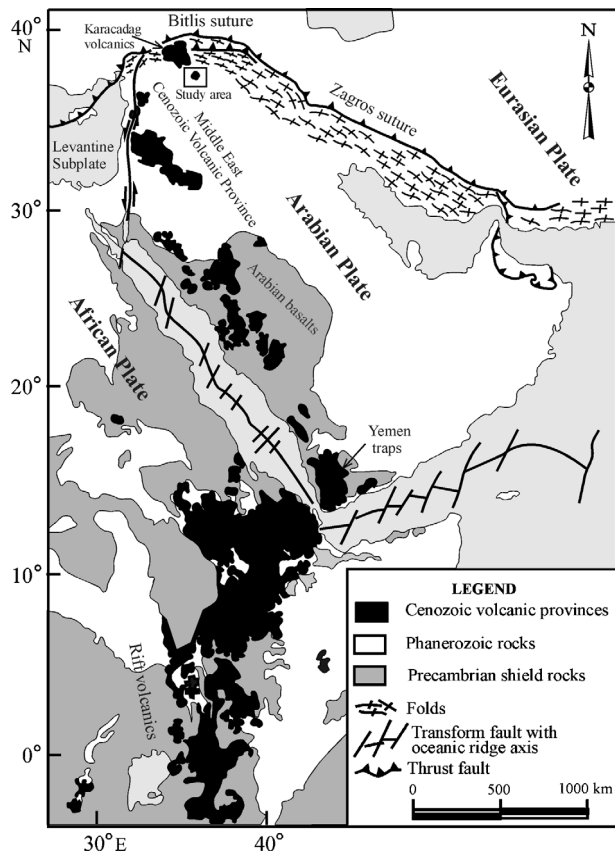 40°
N
Karacadag
volcanics
Bitlis suture
N
Study area
Zagros suture
Eurasian Plate
Levantine
Subplate
Middle East
Cenozoic Volcanic Province
30°
Arabian Plate
Arabian basalts
African Plate
20°
Yemen
traps
10°
Rift volcanics
0°
30° E
40°
LEGEND
Cenozoic volcanic provinces
Phanerozoic rocks
Precambrian shield rocks
Folds
Transform fault with
oceanic ridge axis
Thrust fault
0
500
1000 km